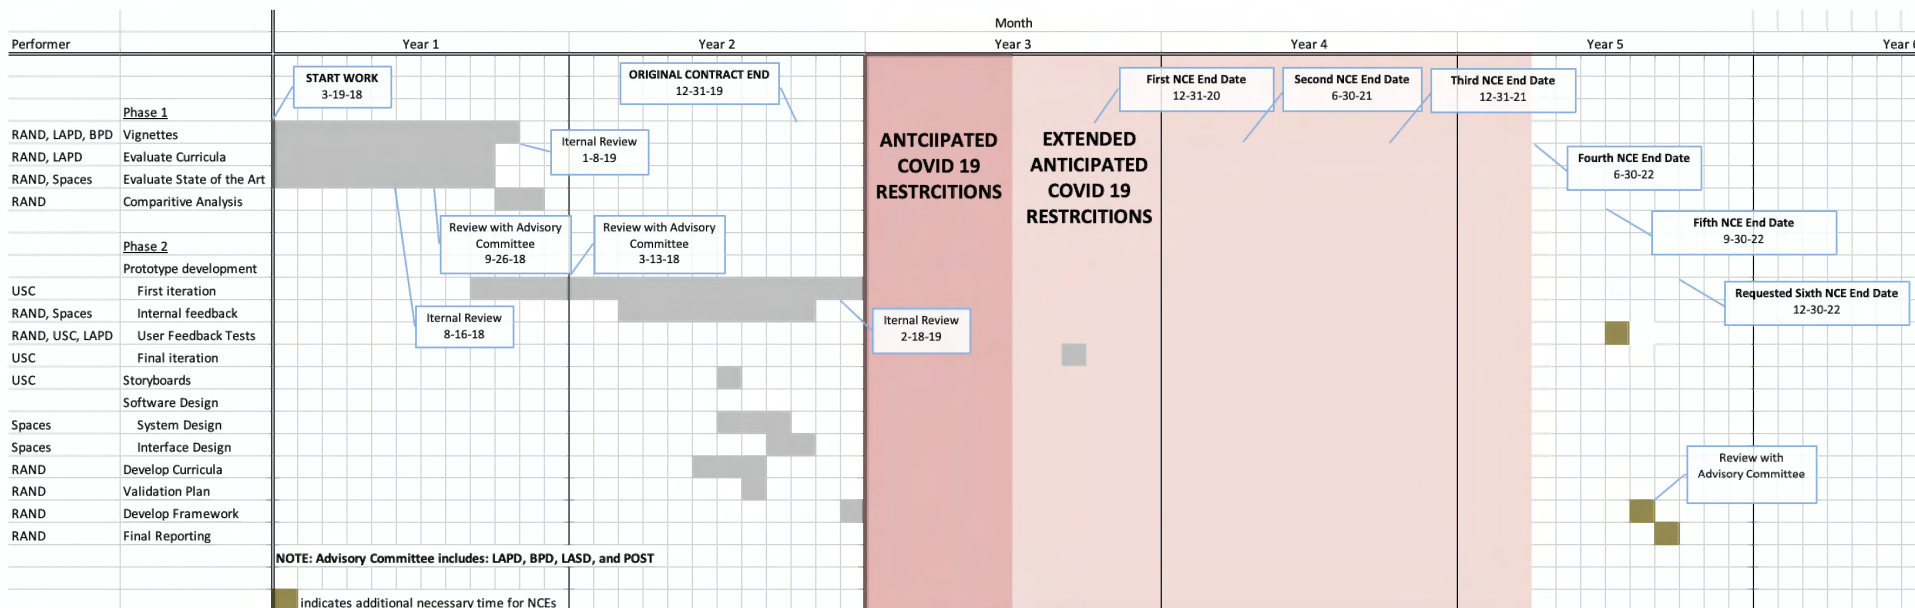 Month
Performer Year 1 Year 2 Year 3 Year 4 Year 5 Year 6
START WORK
3-19-18
ORIGINAL CONTRACT END
12-31-19
First NCE End Date
12-31-20
Second NCE End Date
6-30-21
Third NCE End Date
12-31-21
Phase 1
RAND, LAPD, BPD Vignettes
Iternal Review
1-8-19
ANTCIIPATED
COVID 19
RESTRCITIONS
EXTENDED
ANTICIPATED
COVID 19
RESTRCITIONS
Fourth NCE End Date
6-30-22
RAND, LAPD Evaluate Curricula
RAND, Spaces Evaluate State of the Art
RAND Comparitive Analysis
Review with Advisory
Committee
9-26-18
Review with Advisory
Committee
3-13-18
Fifth NCE End Date
9-30-22
Phase 2
Prototype development
USC First iteration
Requested Sixth NCE End Date
12-30-22
RAND, Spaces Internal feedback
Iternal Review
8-16-18
Iternal Review
2-18-19
RAND, USC, LAPD User Feedback Tests
USC Final iteration
USC Storyboards
Software Design
Spaces System Design
Spaces Interface Design
Review with
Advisory Committee
RAND Develop Curricula
RAND Validation Plan
RAND Develop Framework
RAND Final Reporting
NOTE: Advisory Committee includes: LAPD, BPD, LASD, and POST
indicates additional necessary time for NCEs